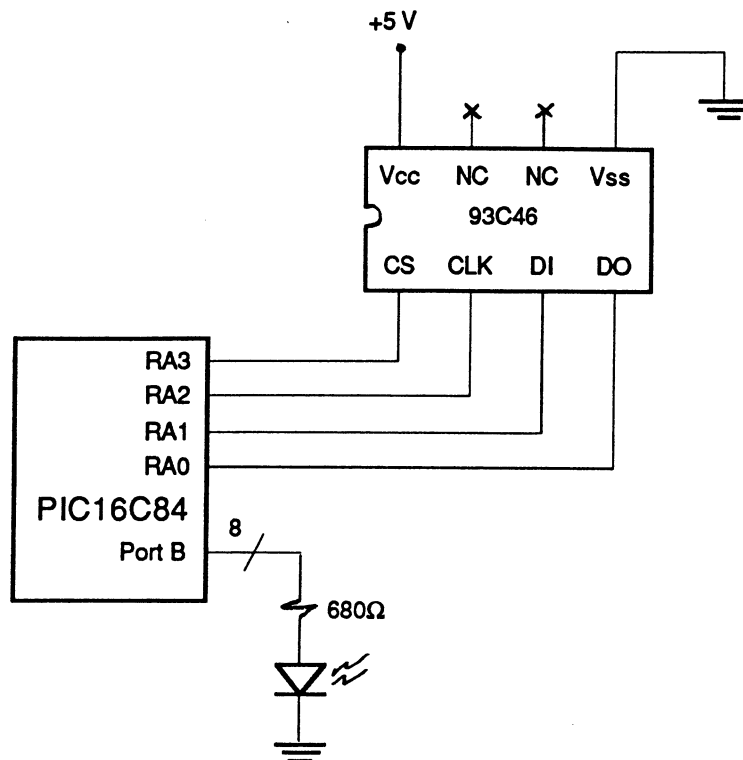 +5 V
Vcc NC NC Vss
93C46
CS CLK DI DO
RA3
RA2
RA1
RA0
PIC16C84
Port B
8
680Ω